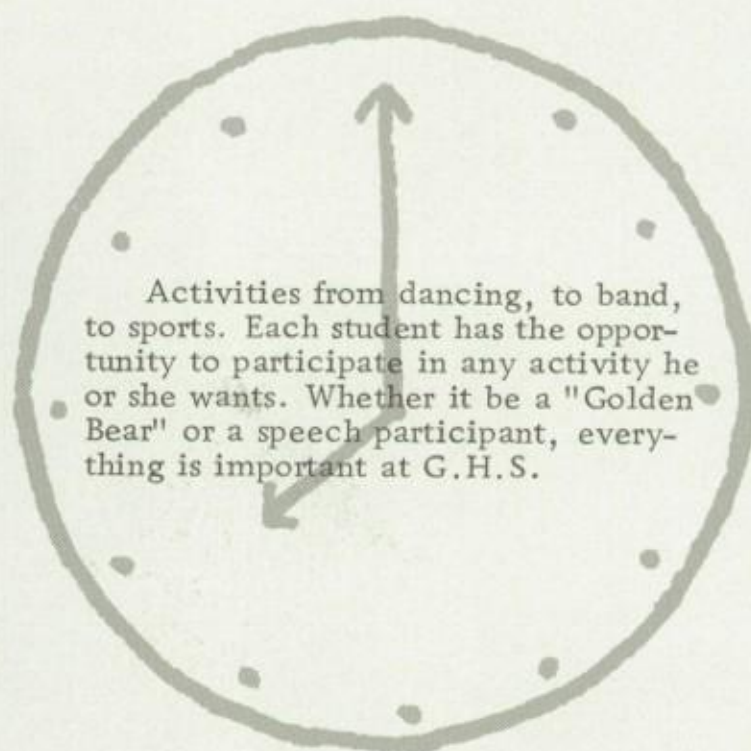 Activities from dancing, to band,
to sports. Each student has the oppor-
tunity to participate in any activity he
or she wants. Whether it be a "Golden
Bear" or a speech participant, every-
thing is important at G.H.S.